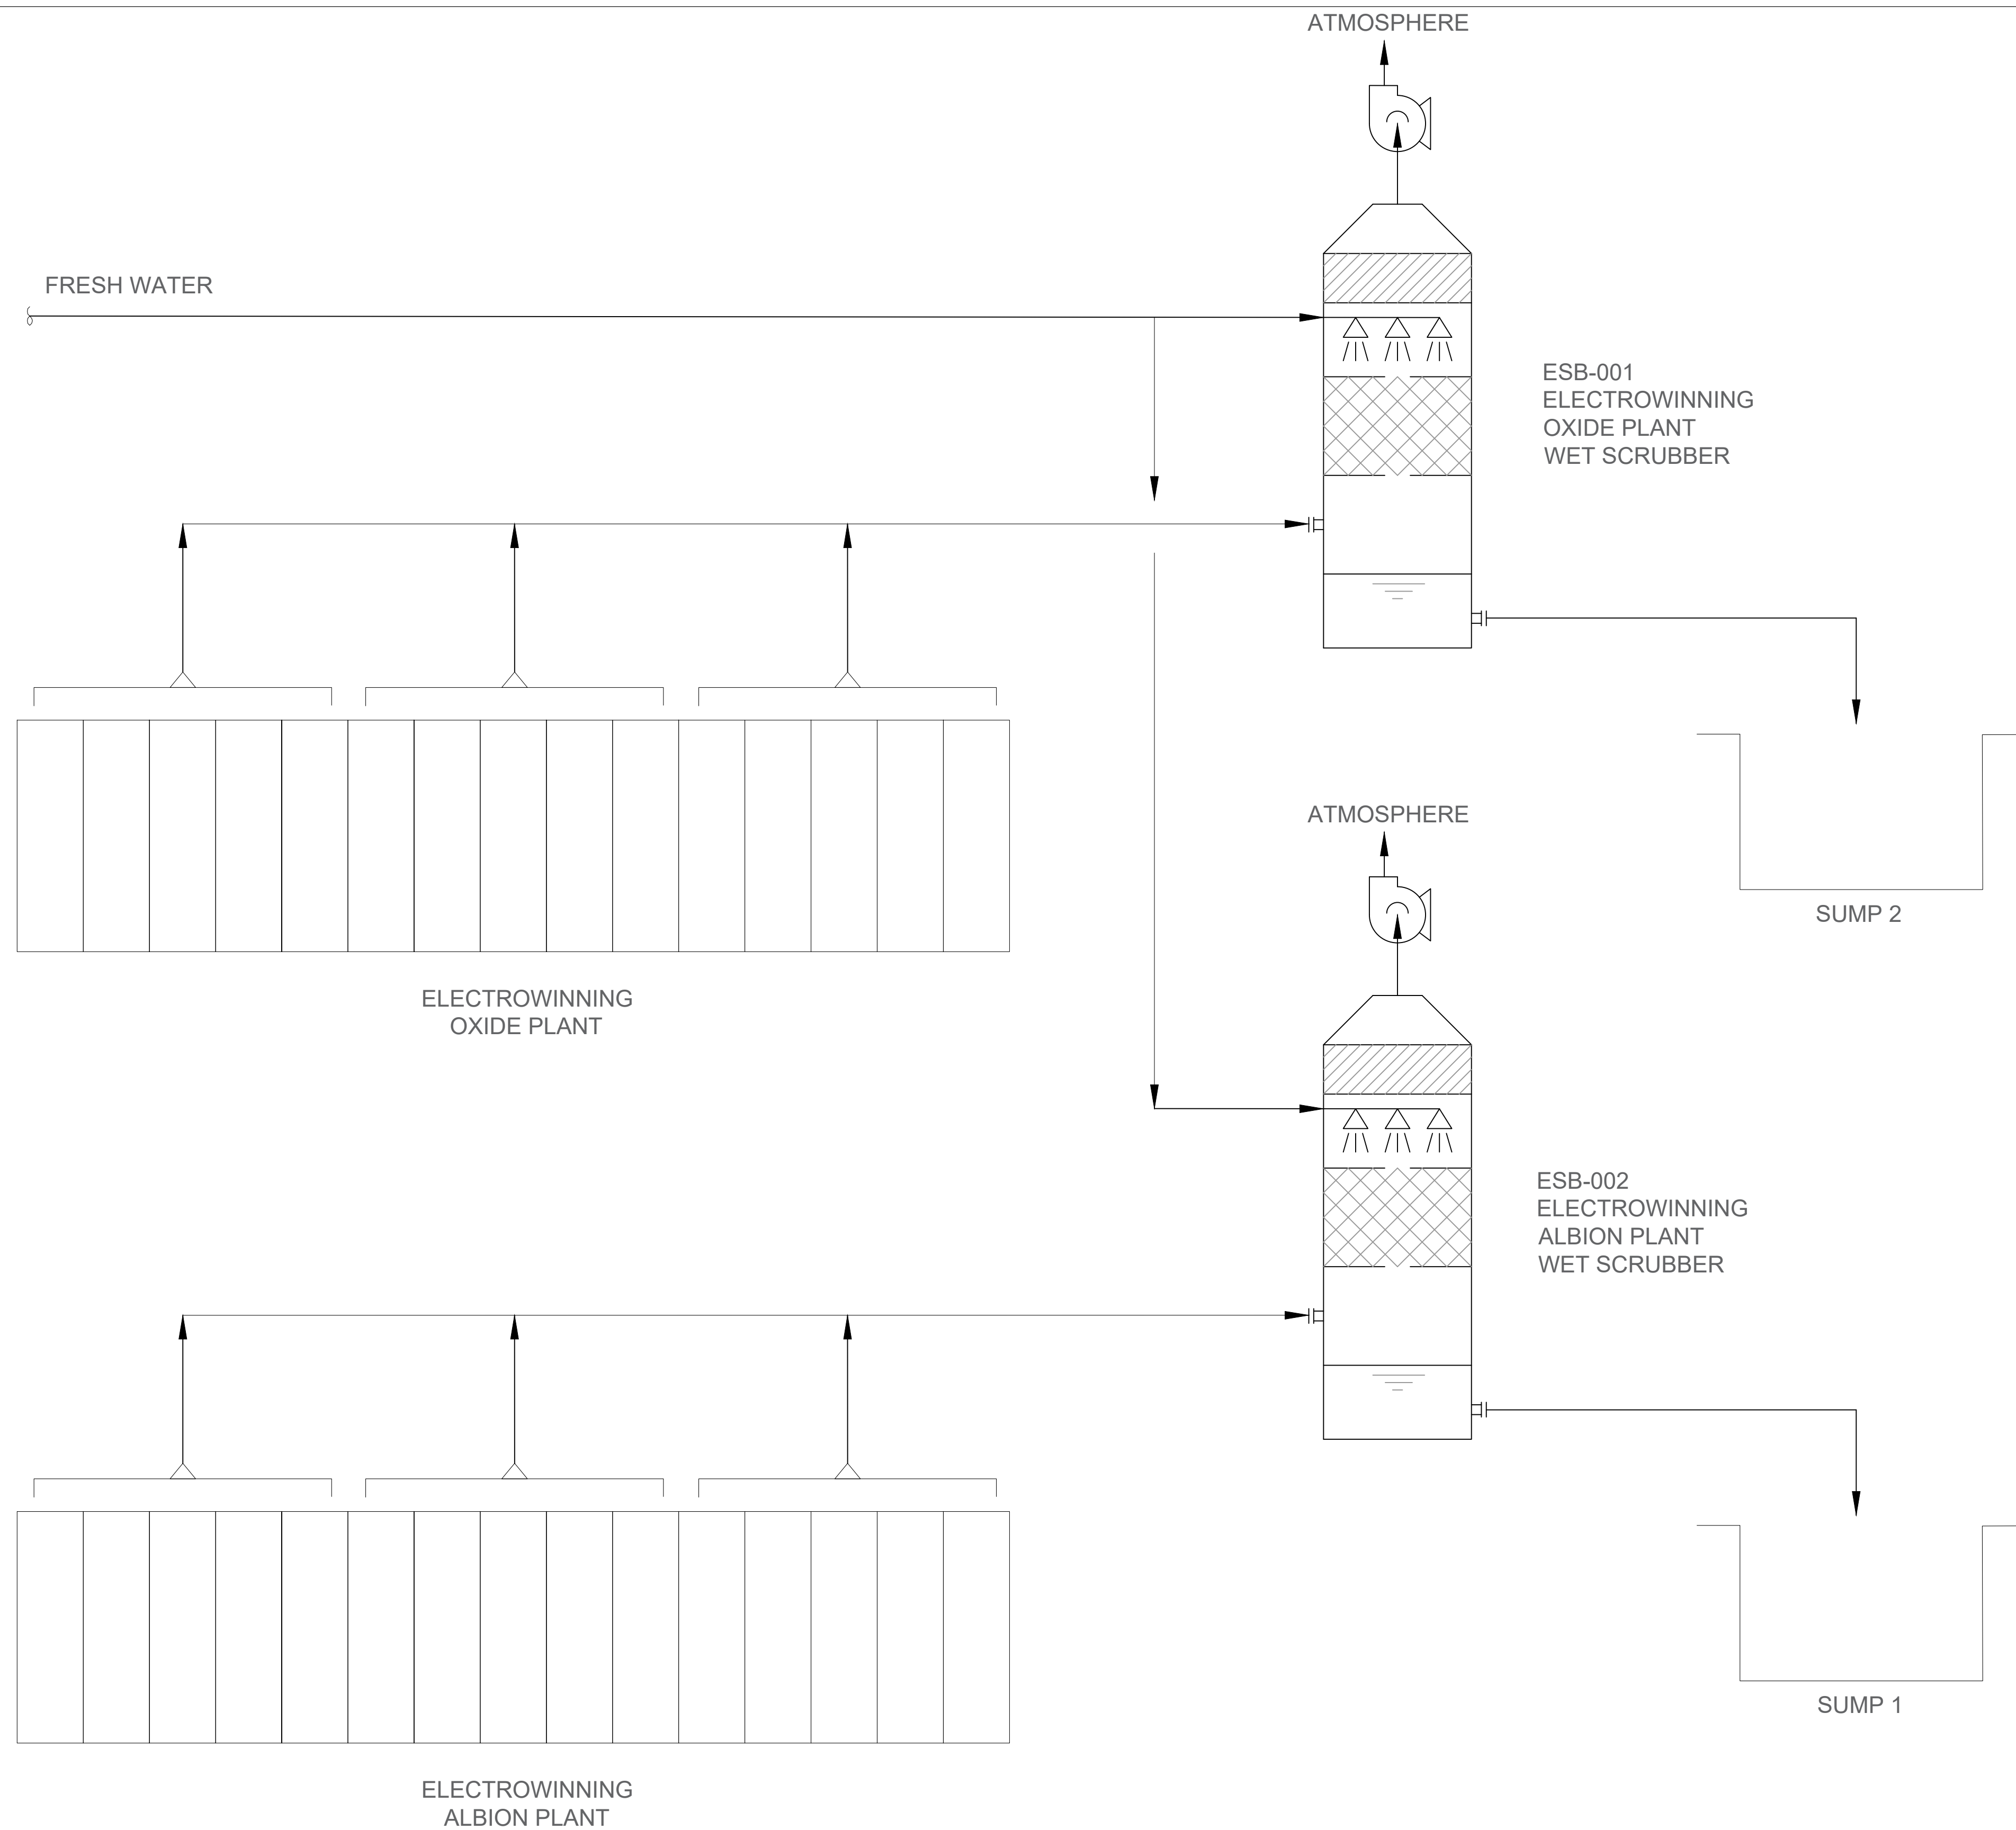 ATMOSPHERE
FRESH WATER
ESB-001
ELECTROWINNING
OXIDE PLANT
WET SCRUBBER
ATMOSPHERE
SUMP 2
ELECTROWINNING
OXIDE PLANT
ESB-002
ELECTROWINNING
ALBION PLANT
WET SCRUBBER
SUMP 1
ELECTROWINNING
ALBION PLANT